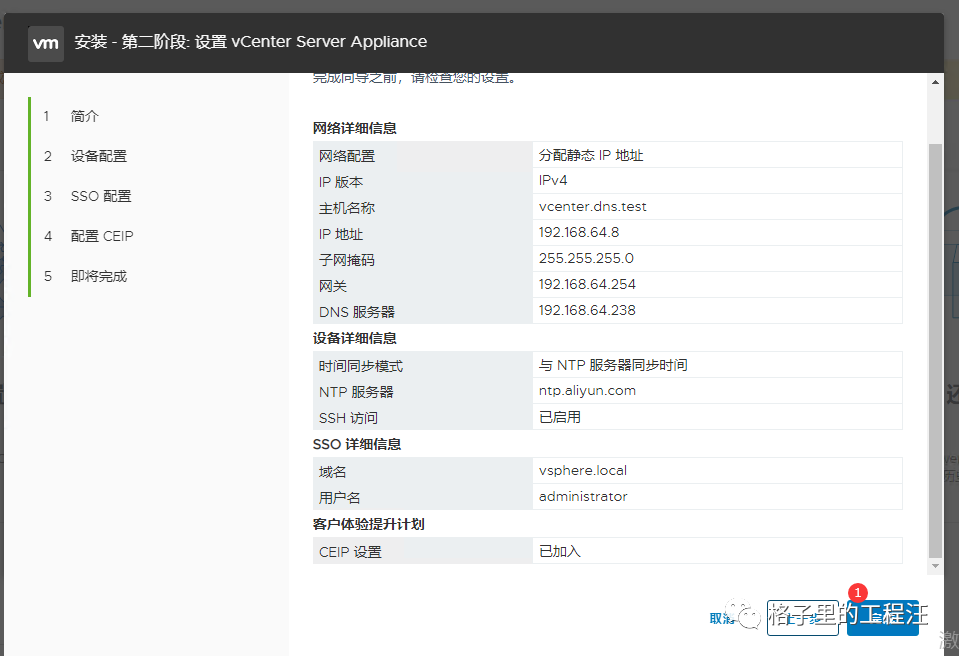 vm 安装 - 第二阶段: 设置 vCenter Server Appliance
1 简介
2 设备配置
3 SSO 配置
4 配置 CEIP
5 即将完成
完成向导之前，请检查您的设置。
网络详细信息
网络配置 分配静态 IP 地址
IP 版本 IPv4
主机名称 vcenter.dns.test
IP 地址 192.168.64.8
子网掩码 255.255.255.0
网关 192.168.64.254
DNS 服务器 192.168.64.238
设备详细信息
时间同步模式 与 NTP 服务器同步时间
NTP 服务器 ntp.aliyun.com
SSH 访问 已启用
SSO 详细信息
域名 vsphere.local
用户名 administrator
客户体验提升计划
CEIP 设置 已加入
1
取消
格子里的工程汪
激